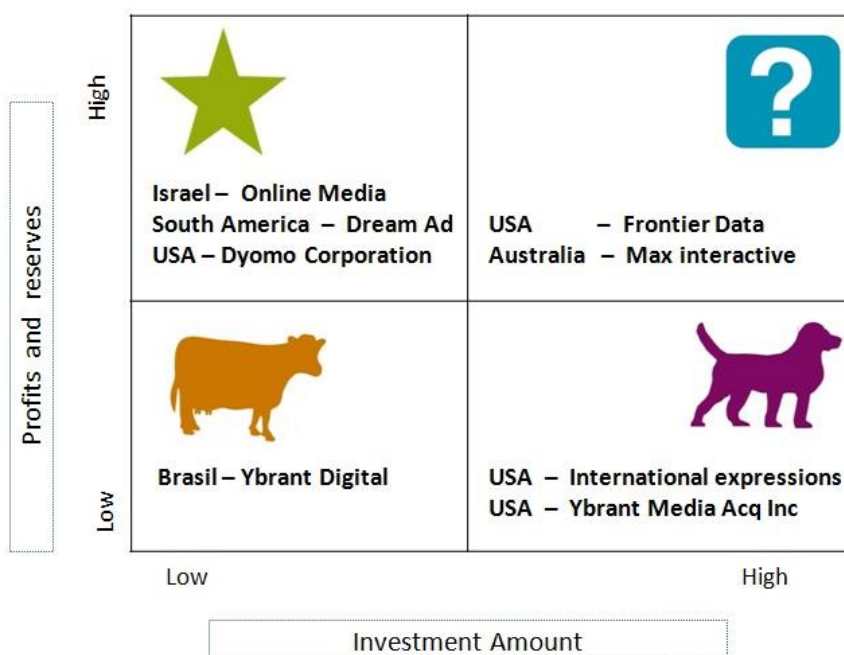 High
?
Israel – Online Media
South America – Dream Ad
USA – Dyomo Corporation
USA – Frontier Data
Australia – Max interactive
Profits and reserves
Brasil – Ybrant Digital
USA – International expressions
USA – Ybrant Media Acq Inc
Low
Low
High
Investment Amount